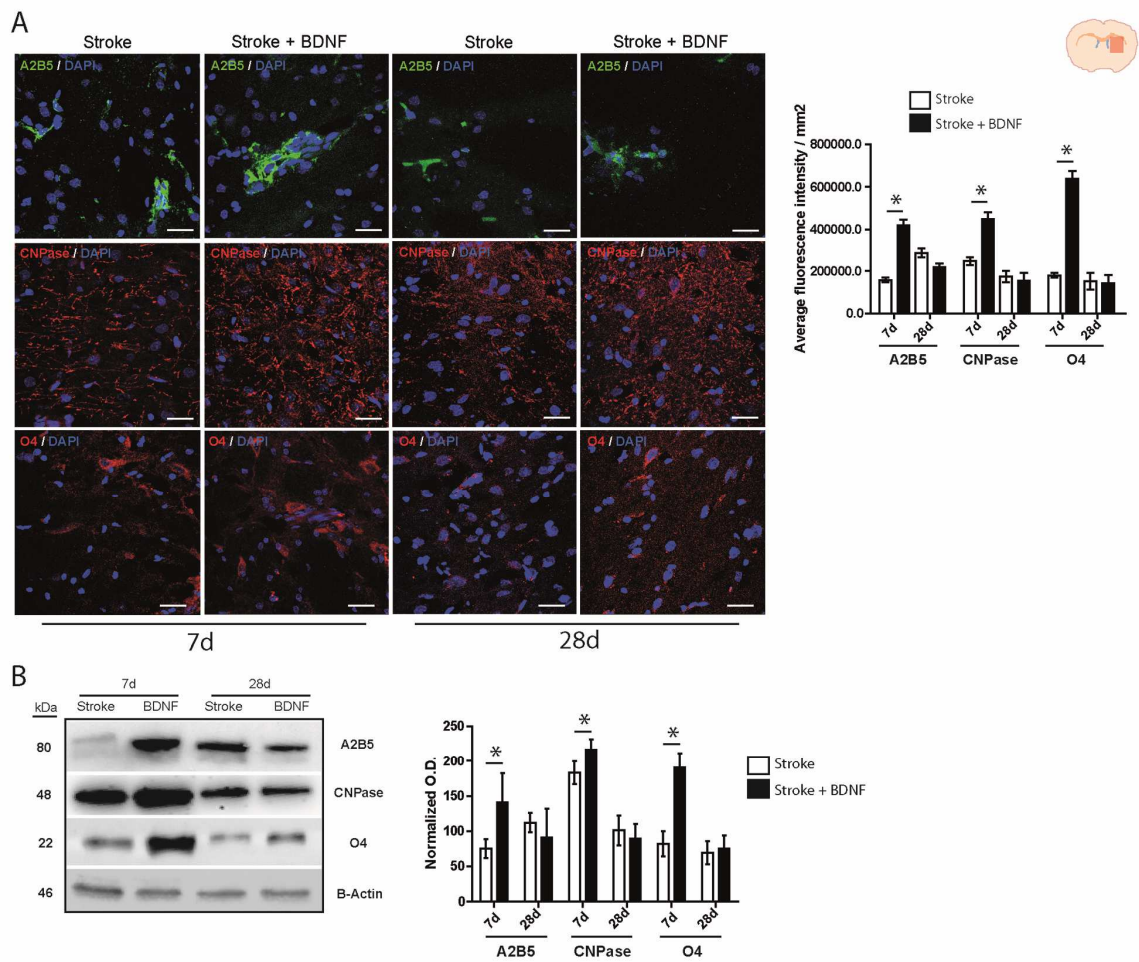 A
Stroke Stroke + BDNF Stroke Stroke + BDNF
A2B5 / DAPI A2B5 / DAPI A2B5 / DAPI A2B5 / DAPI
CNPase / DAPI CNPase / DAPI CNPase / DAPI CNPase / DAPI
O4 / DAPI O4 / DAPI O4 / DAPI O4 / DAPI
7d 28d
Stroke
Stroke + BDNF
Average fluorescence intensity / mm2
800000.0
600000.0
400000.0
200000.0
0.0
* * *
7d 28d 7d 28d 7d 28d
A2B5 CNPase O4
B
7d 28d
kDa Stroke BDNF Stroke BDNF
80 A2B5
48 CNPase
22 O4
46 B-Actin
Normalized O.D.
250
200
150
100
50
0
* * *
7d 28d 7d 28d 7d 28d
A2B5 CNPase O4
Stroke
Stroke + BDNF